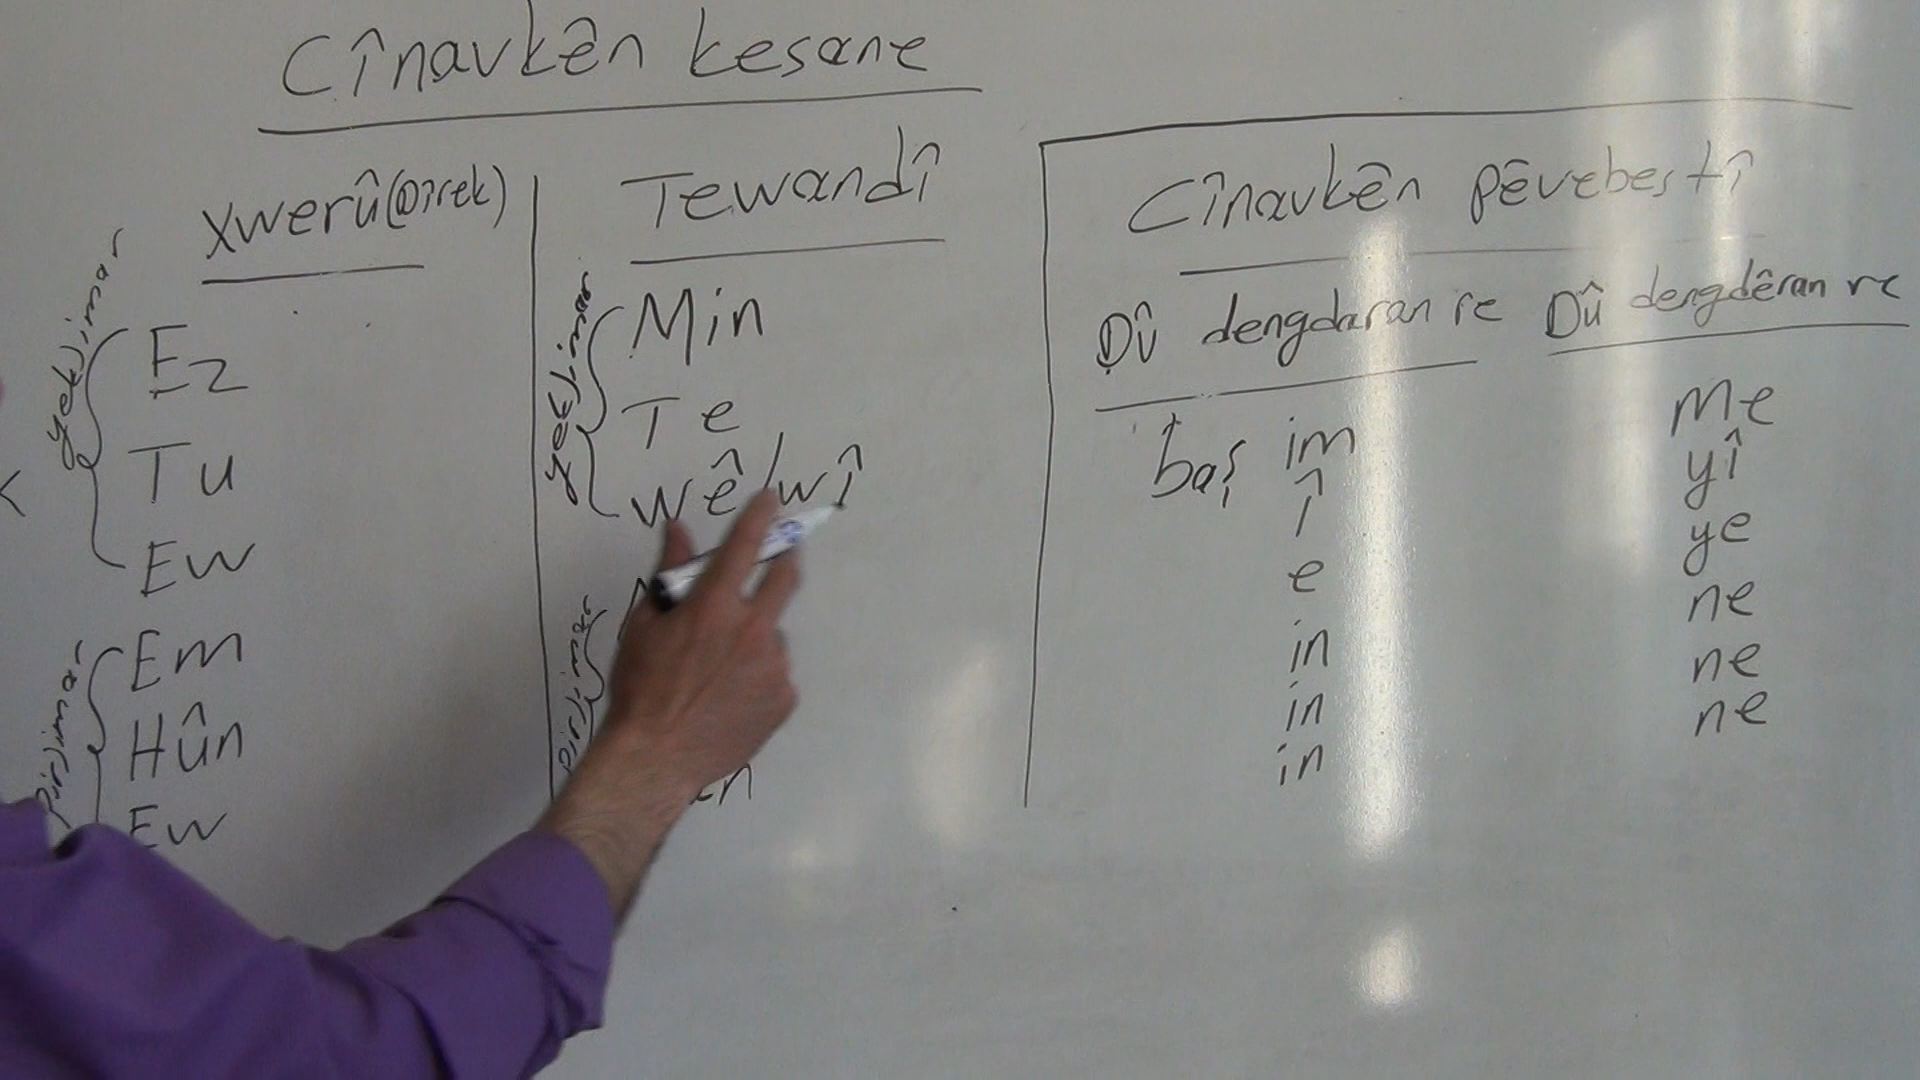 Cînavkên kesane
Xwerû (Dîrek)
yekjimar
Ez
Tu
Ew
pirjimar
Em
Hûn
Ew
Tewandî
yekjimar
Min
Te
wê/wî
pirjimar
Cînavkên pêvebestî
Dû dengdaran re
baş im
î
e
in
in
in
Dû dengdêran re
me
yî
ye
ne
ne
ne